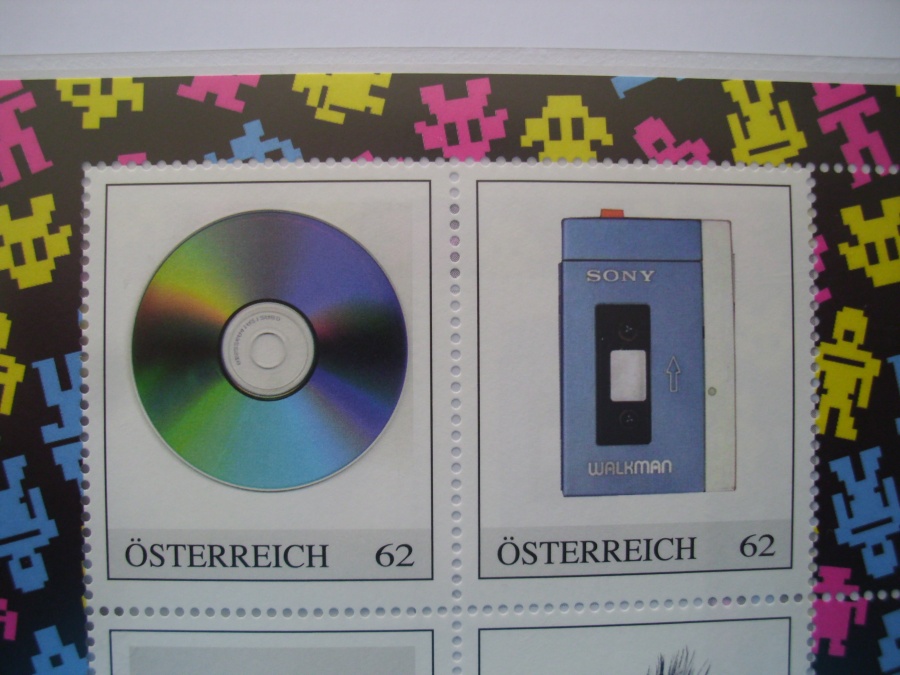 SONY
WALKMAN
ÖSTERREICH 62
ÖSTERREICH 62